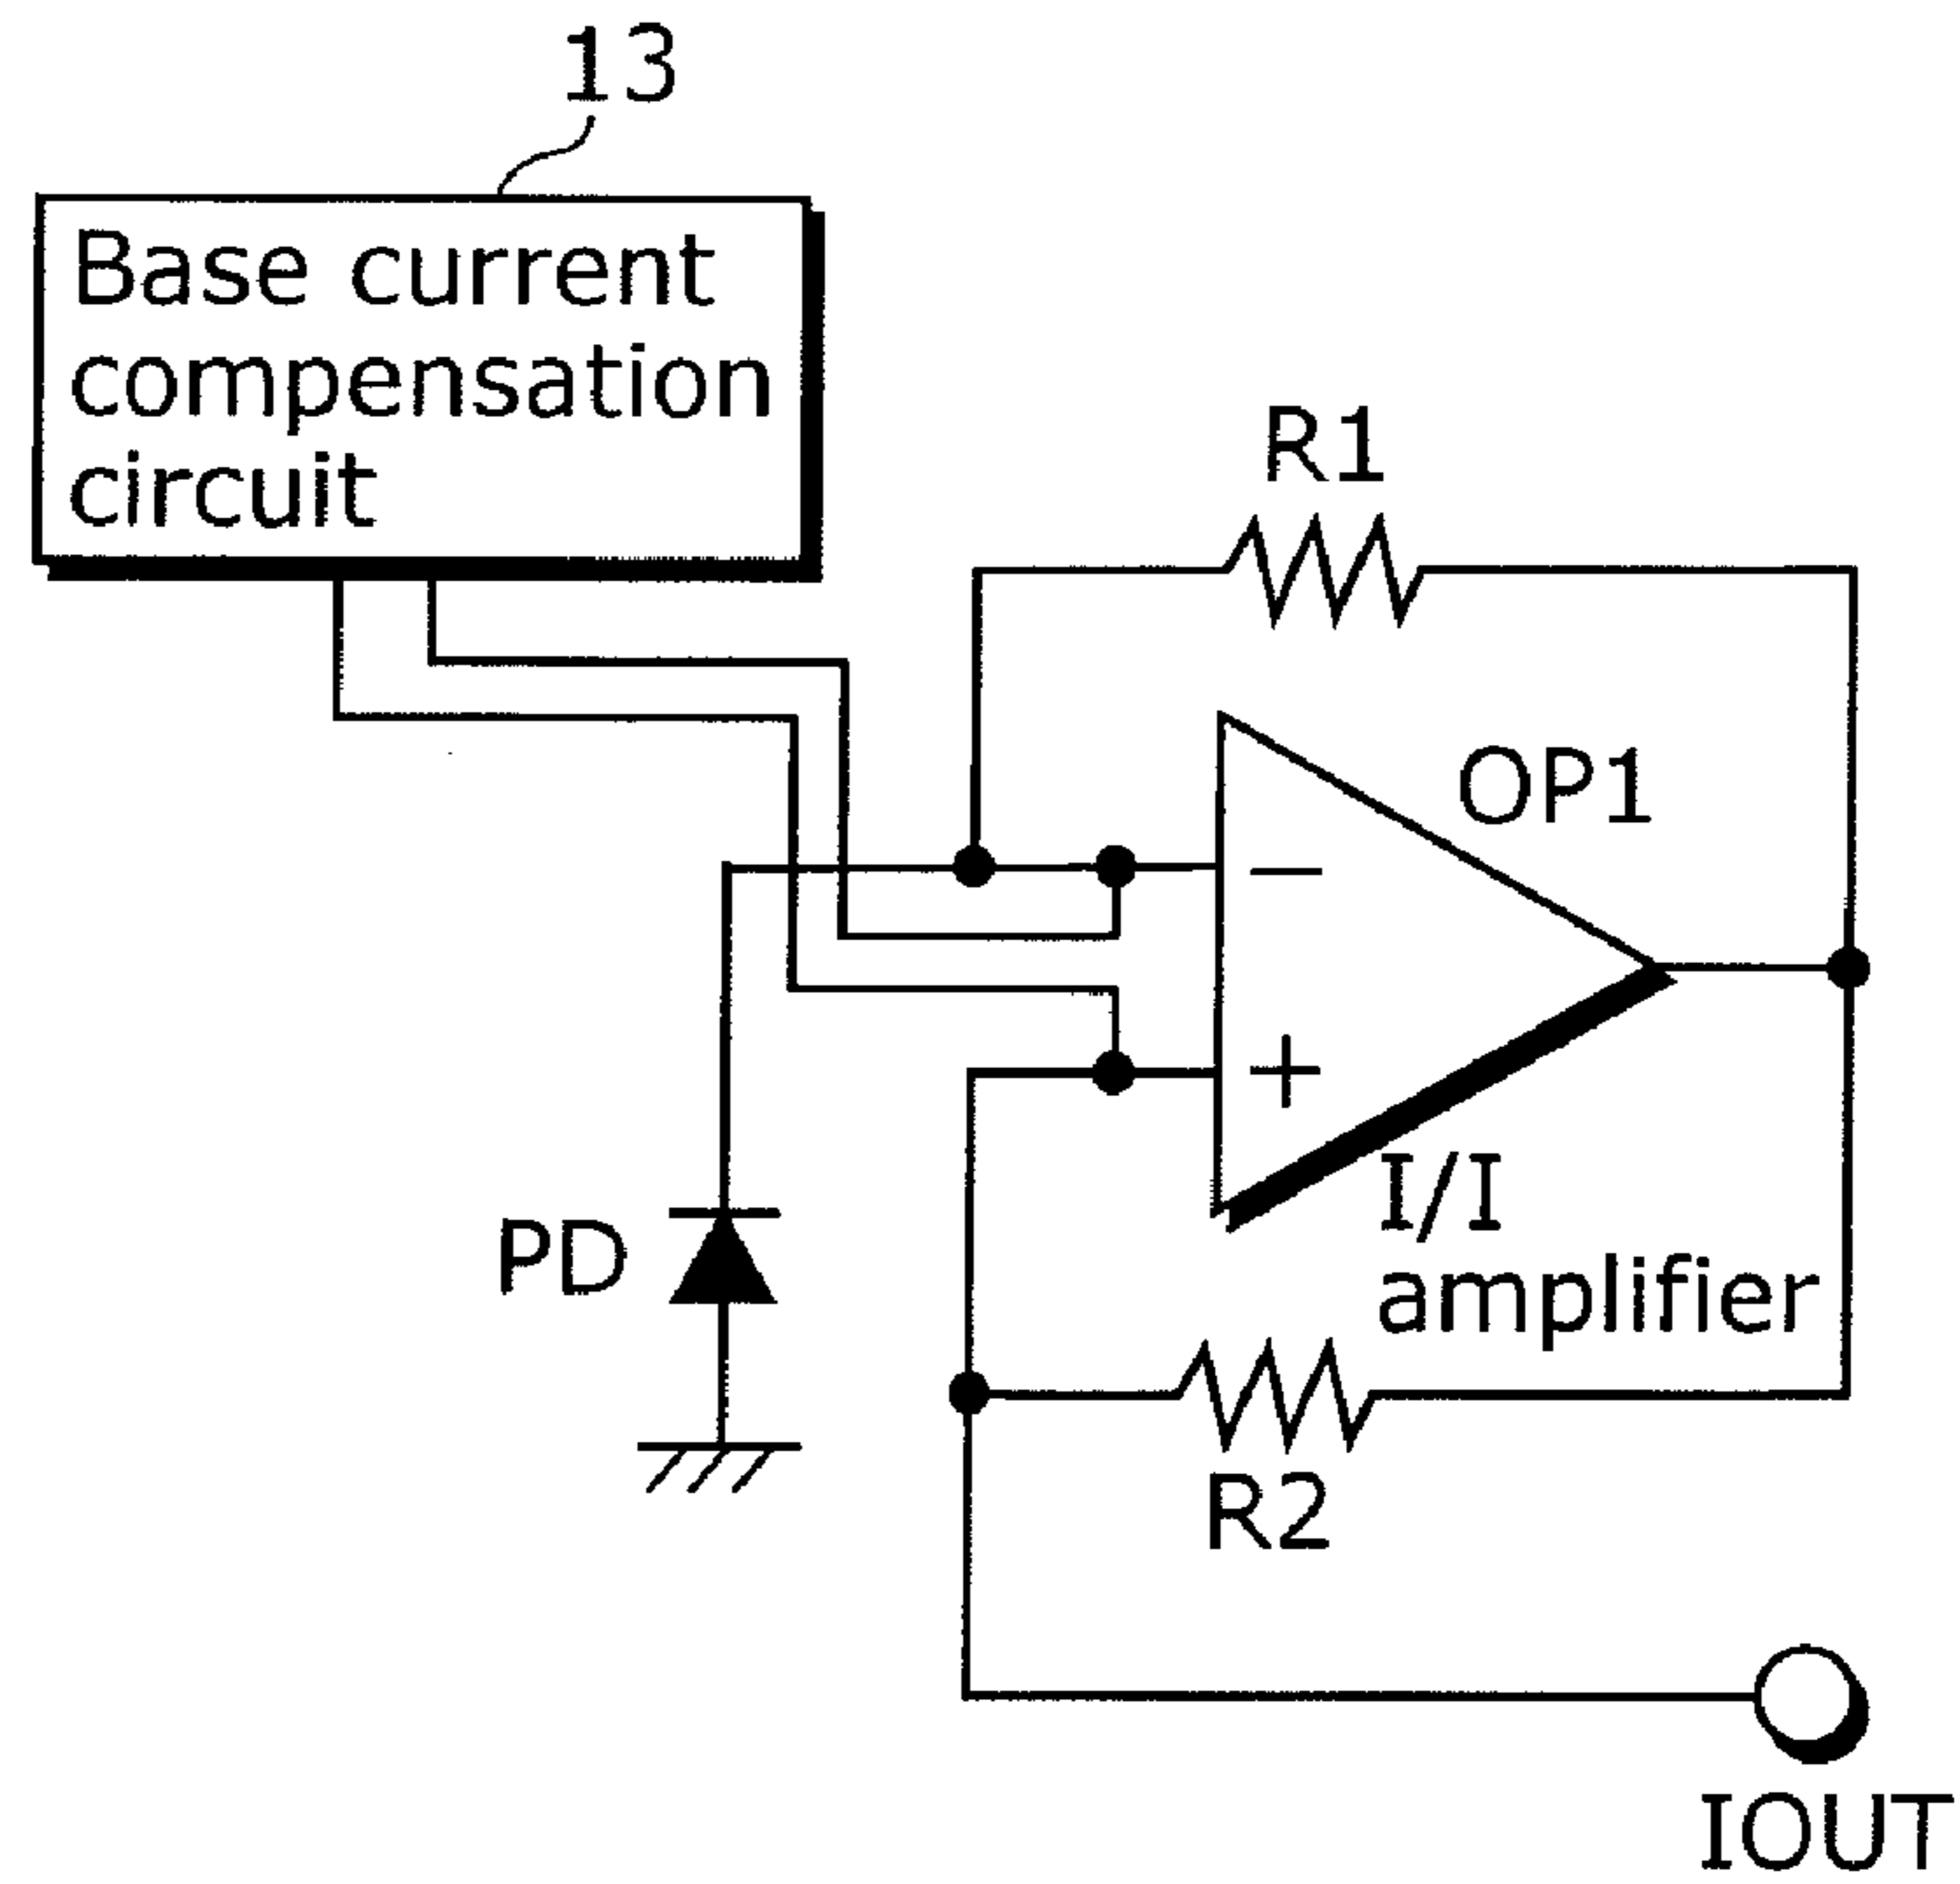 13
Base current
compensation
circuit
R1
OP1
−
+
I/I
amplifier
PD
R2
IOUT